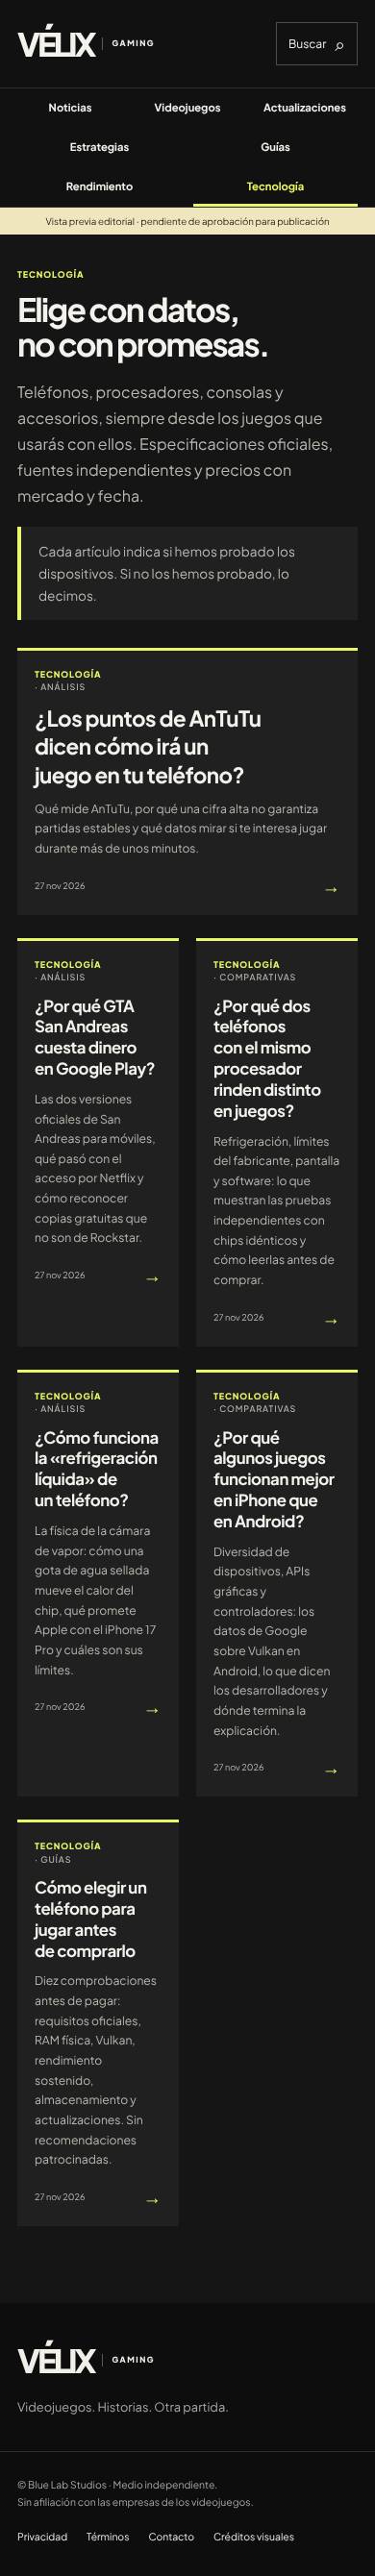 VÉLIX GAMING
Buscar
Noticias Videojuegos Actualizaciones
Estrategias Guías
Rendimiento Tecnología
Vista previa editorial · pendiente de aprobación para publicación
TECNOLOGÍA
Elige con datos,
no con promesas.
Teléfonos, procesadores, consolas y
accesorios, siempre desde los juegos que
usarás con ellos. Especificaciones oficiales,
fuentes independientes y precios con
mercado y fecha.
Cada artículo indica si hemos probado los
dispositivos. Si no los hemos probado, lo
decimos.
TECNOLOGÍA
· ANÁLISIS
¿Los puntos de AnTuTu
dicen cómo irá un
juego en tu teléfono?
Qué mide AnTuTu, por qué una cifra alta no garantiza
partidas estables y qué datos mirar si te interesa jugar
durante más de unos minutos.
27 nov 2026 →
TECNOLOGÍA
· ANÁLISIS
¿Por qué GTA
San Andreas
cuesta dinero
en Google Play?
Las dos versiones
oficiales de San
Andreas para móviles,
qué pasó con el
acceso por Netflix y
cómo reconocer
copias gratuitas que
no son de Rockstar.
27 nov 2026 →
TECNOLOGÍA
· COMPARATIVAS
¿Por qué dos
teléfonos
con el mismo
procesador
rinden distinto
en juegos?
Refrigeración, límites
del fabricante, pantalla
y software: lo que
muestran las pruebas
independientes con
chips idénticos y
cómo leerlas antes de
comprar.
27 nov 2026 →
TECNOLOGÍA
· ANÁLISIS
¿Cómo funciona
la «refrigeración
líquida» de
un teléfono?
La física de la cámara
de vapor: cómo una
gota de agua sellada
mueve el calor del
chip, qué promete
Apple con el iPhone 17
Pro y cuáles son sus
límites.
27 nov 2026 →
TECNOLOGÍA
· COMPARATIVAS
¿Por qué
algunos juegos
funcionan mejor
en iPhone que
en Android?
Diversidad de
dispositivos, APIs
gráficas y
controladores: los
datos de Google
sobre Vulkan en
Android, lo que dicen
los desarrolladores y
dónde termina la
explicación.
27 nov 2026 →
TECNOLOGÍA
· GUÍAS
Cómo elegir un
teléfono para
jugar antes
de comprarlo
Diez comprobaciones
antes de pagar:
requisitos oficiales,
RAM física, Vulkan,
rendimiento
sostenido,
almacenamiento y
actualizaciones. Sin
recomendaciones
patrocinadas.
27 nov 2026 →
VÉLIX GAMING
Videojuegos. Historias. Otra partida.
© Blue Lab Studios · Medio independiente.
Sin afiliación con las empresas de los videojuegos.
Privacidad Términos Contacto Créditos visuales